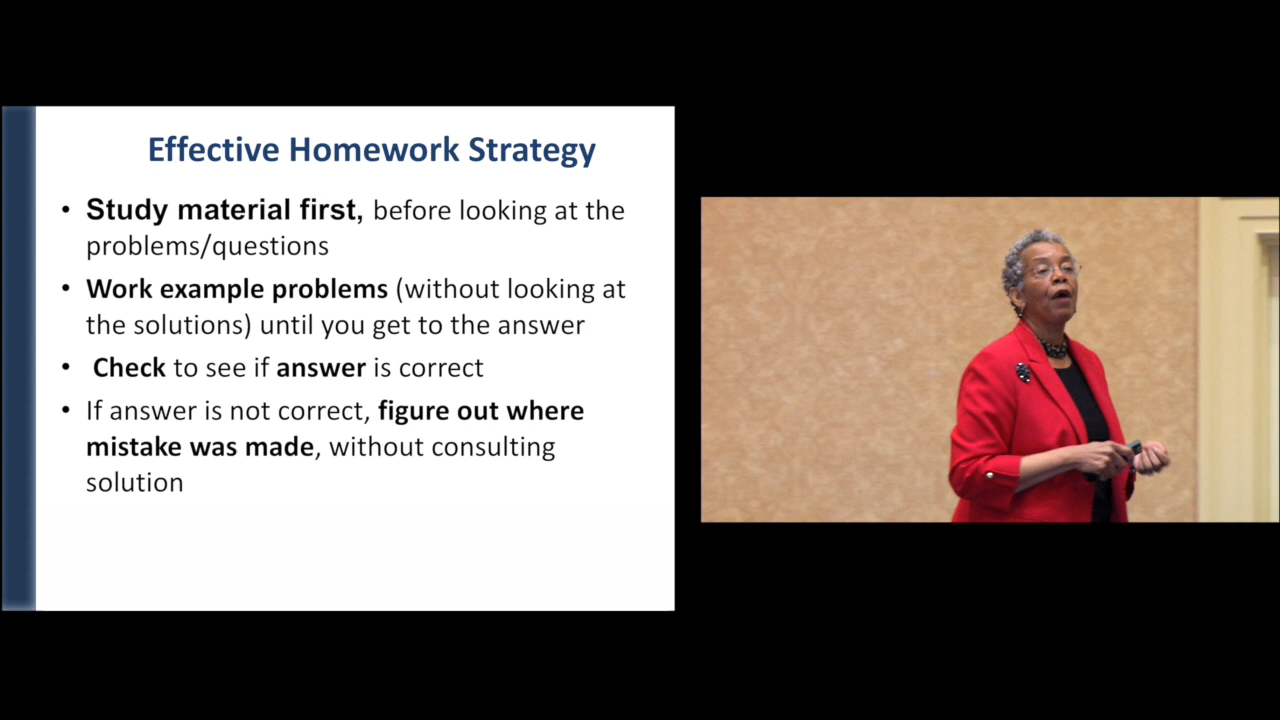 Effective Homework Strategy
• Study material first, before looking at the
problems/questions
• Work example problems (without looking at
the solutions) until you get to the answer
• Check to see if answer is correct
• If answer is not correct, figure out where
mistake was made, without consulting
solution